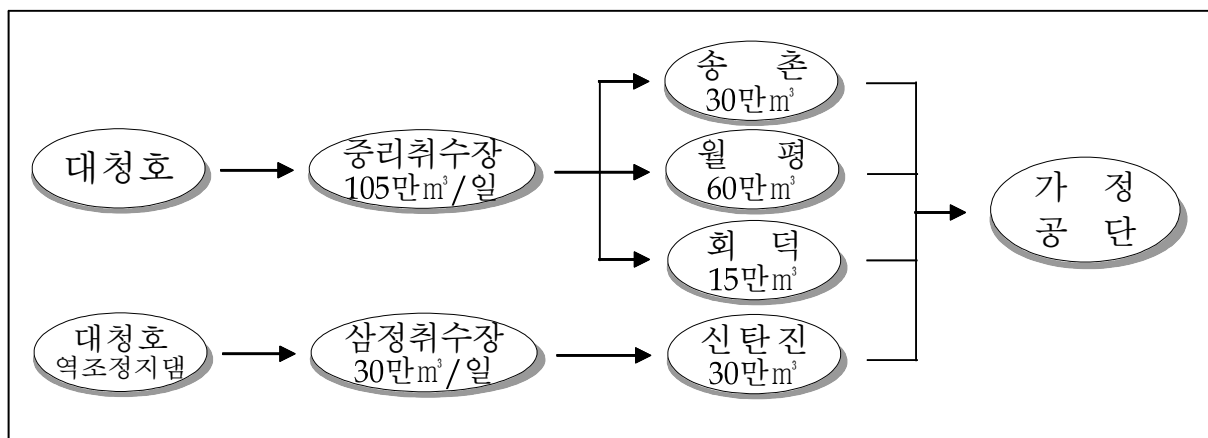 대청호
중리취수장
105만㎥/일
송 촌
30만㎥
월 평
60만㎥
회 덕
15만㎥
가 정
공 단
대청호
역조정지댐
삼정취수장
30만㎥/일
신탄진
30만㎥